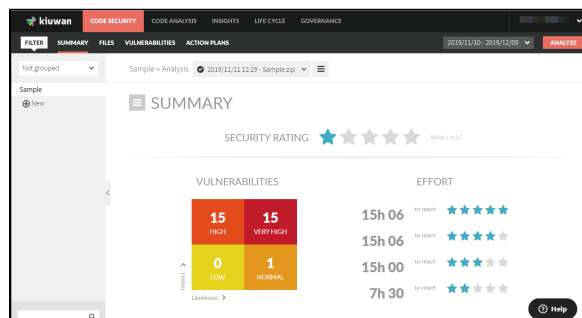 kiuwan CODE SECURITY CODE ANALYSIS INSIGHTS LIFE CYCLE GOVERNANCE
FILTER SUMMARY FILES VULNERABILITIES ACTION PLANS 2019/11/10 - 2019/12/09 ANALYZE
Not grouped
Sample » Analysis 2019/11/11 12:29 - Sample.zip
Sample
New
SUMMARY
SECURITY RATING What's this?
VULNERABILITIES
EFFORT
15 HIGH
15 VERY HIGH
0 LOW
1 NORMAL
Impact
Likelihood
15h 06 to reach
15h 06 to reach
15h 00 to reach
7h 30 to reach
Help